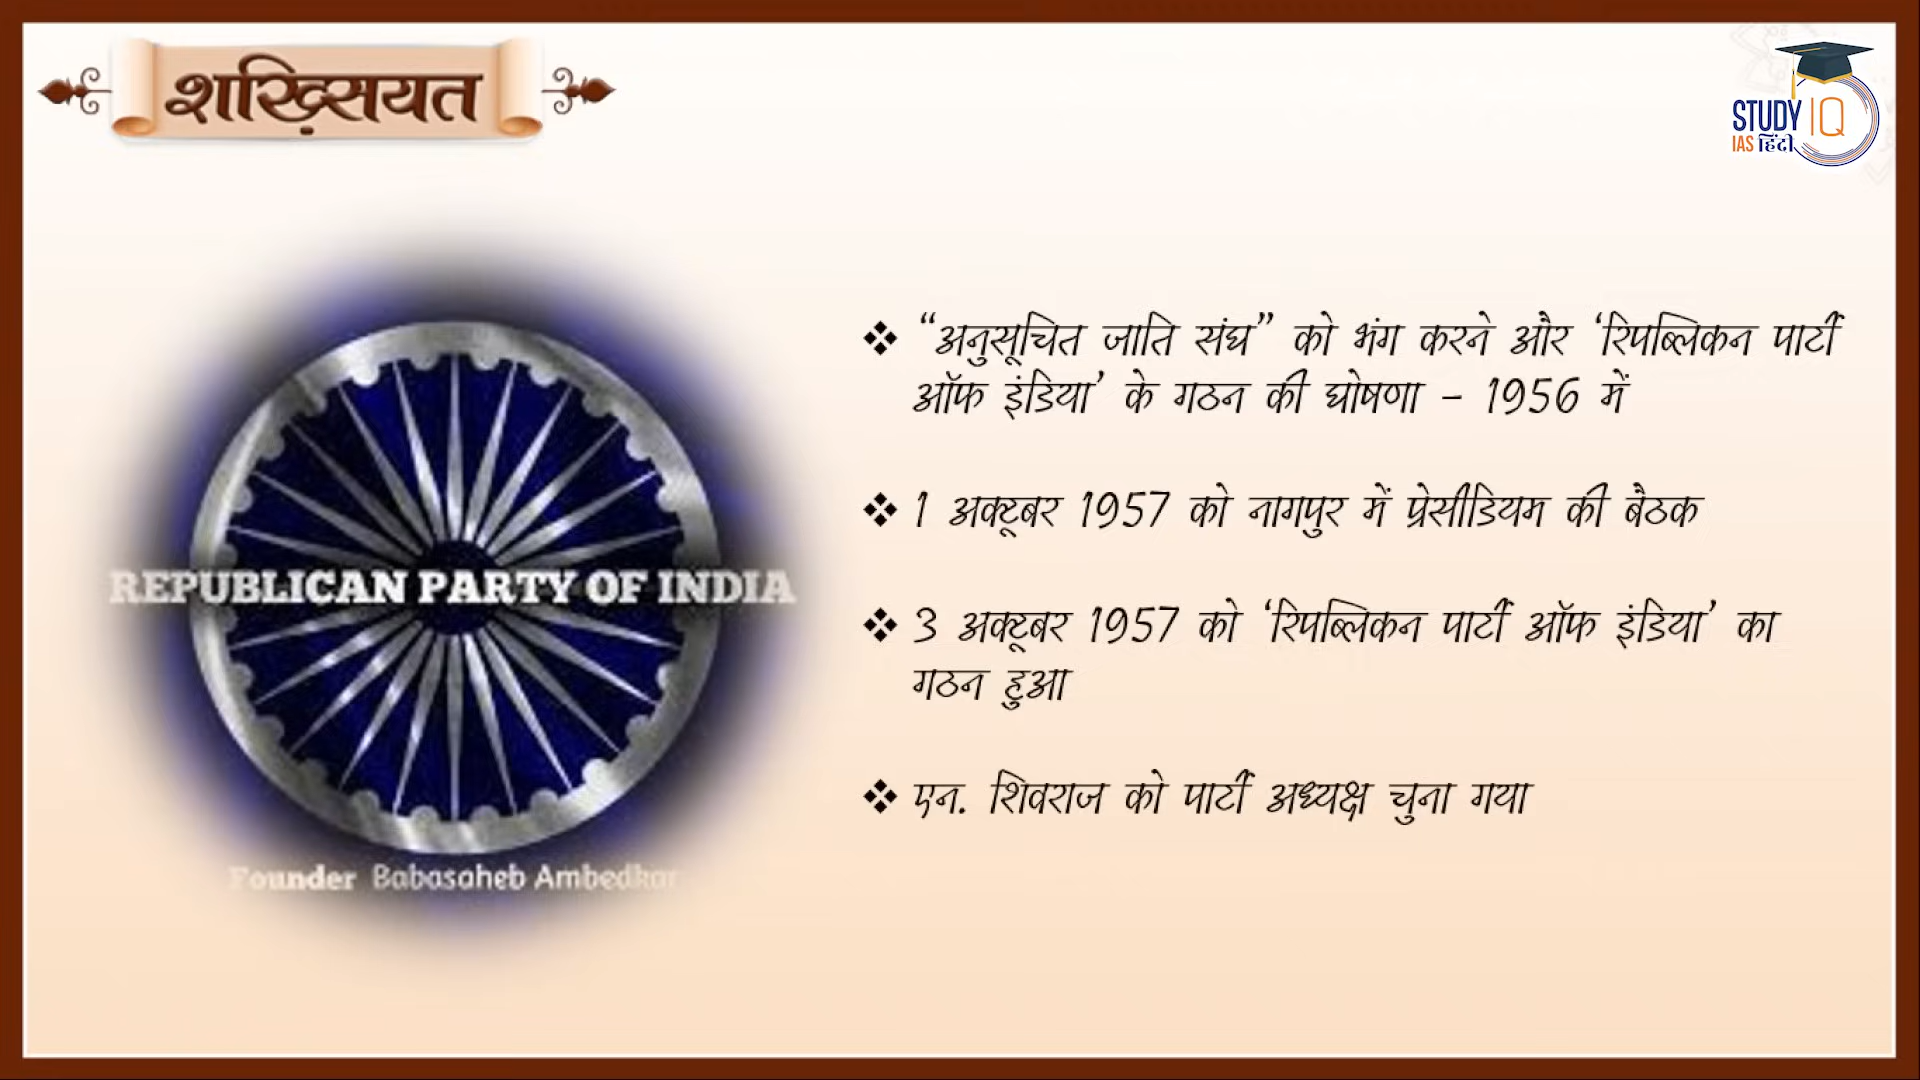 शख़्सियत
STUDY IQ
IAS हिंदी
REPUBLICAN PARTY OF INDIA
Founder Babasaheb Ambedkar
❖ “अनुसूचित जाति संघ” को भंग करने और ‘रिपब्लिकन पार्टी
ऑफ इंडिया’ के गठन की घोषणा – 1956 में
❖ 1 अक्टूबर 1957 को नागपुर में प्रेसीडियम की बैठक
❖ 3 अक्टूबर 1957 को ‘रिपब्लिकन पार्टी ऑफ इंडिया’ का
गठन हुआ
❖ एन. शिवराज को पार्टी अध्यक्ष चुना गया